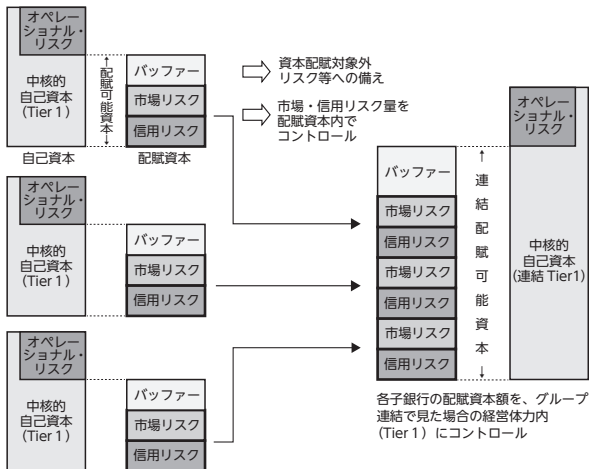 オペレー
ショナル・
リスク
中核的
自己資本
（Tier 1）
自己資本
配賦可能資本
バッファー
市場リスク
信用リスク
配賦資本
資本配賦対象外
リスク等への備え
市場・信用リスク量を
配賦資本内で
コントロール
オペレー
ショナル・
リスク
中核的
自己資本
（Tier 1）
バッファー
市場リスク
信用リスク
オペレー
ショナル・
リスク
中核的
自己資本
（Tier 1）
バッファー
市場リスク
信用リスク
バッファー
市場リスク
信用リスク
市場リスク
信用リスク
市場リスク
信用リスク
連結配賦可能資本
オペレー
ショナル・
リスク
中核的
自己資本
（連結 Tier1）
各子銀行の配賦資本額を、グループ
連結で見た場合の経営体力内
（Tier 1）にコントロール